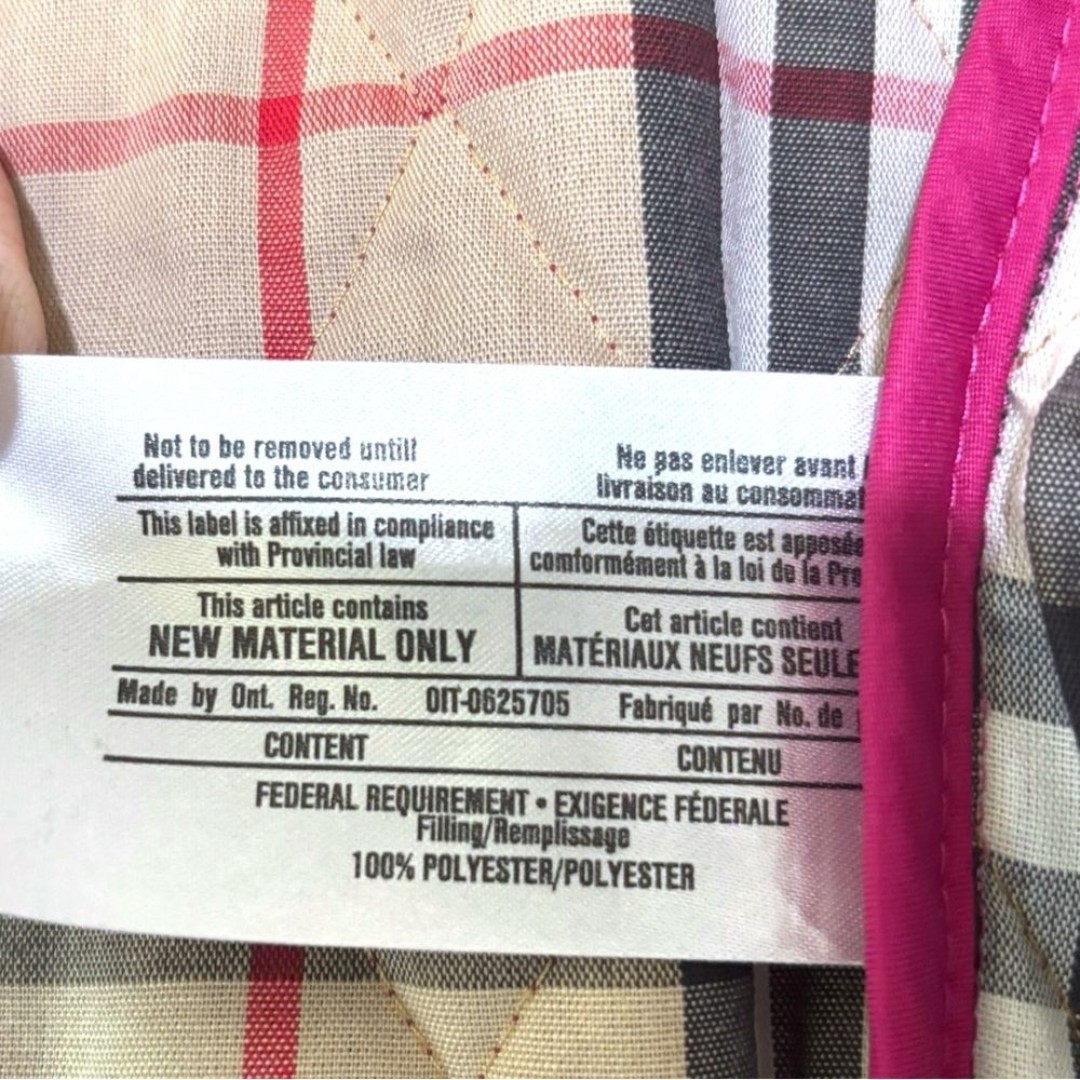 Not to be removed untill
delivered to the consumer
Ne pas enlever avant
livraison au consommat
This label is affixed in compliance
with Provincial law
Cette étiquette est apposée
comformément à la loi de la Pro
This article contains
NEW MATERIAL ONLY
Cet article contient
MATÉRIAUX NEUFS SEULE
Made by Ont. Reg. No. OIT-0625705 Fabriqué par No. de
CONTENT CONTENU
FEDERAL REQUIREMENT • EXIGENCE FÉDERALE
Filling/Remplissage
100% POLYESTER/POLYESTER